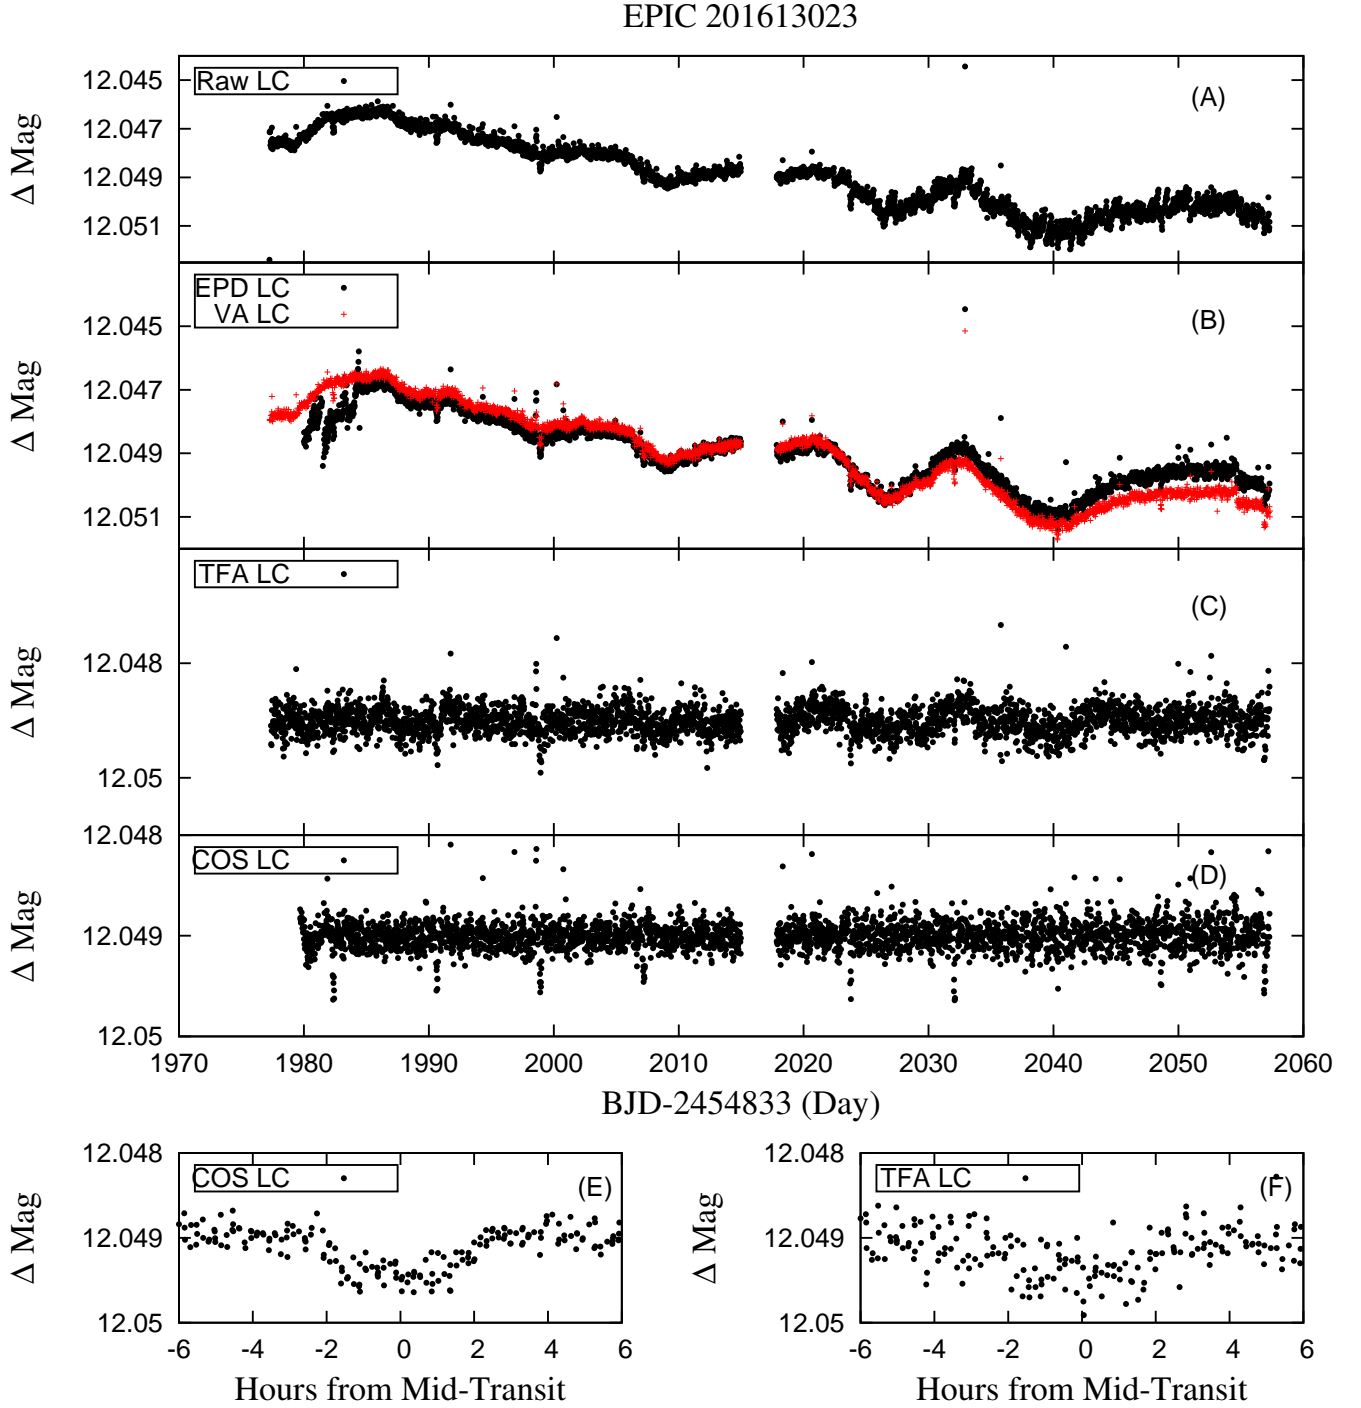 EPIC 201613023
Raw LC
(A)
12.045
12.047
12.049
12.051
Δ Mag
EPD LC
VA LC
(B)
12.045
12.047
12.049
12.051
Δ Mag
TFA LC
(C)
12.048
12.05
Δ Mag
COS LC
(D)
12.048
12.049
12.05
Δ Mag
1970 1980 1990 2000 2010 2020 2030 2040 2050 2060
BJD-2454833 (Day)
COS LC
(E)
12.048
12.049
12.05
Δ Mag
-6 -4 -2 0 2 4 6
Hours from Mid-Transit
TFA LC
(F)
12.048
12.049
12.05
Δ Mag
-6 -4 -2 0 2 4 6
Hours from Mid-Transit